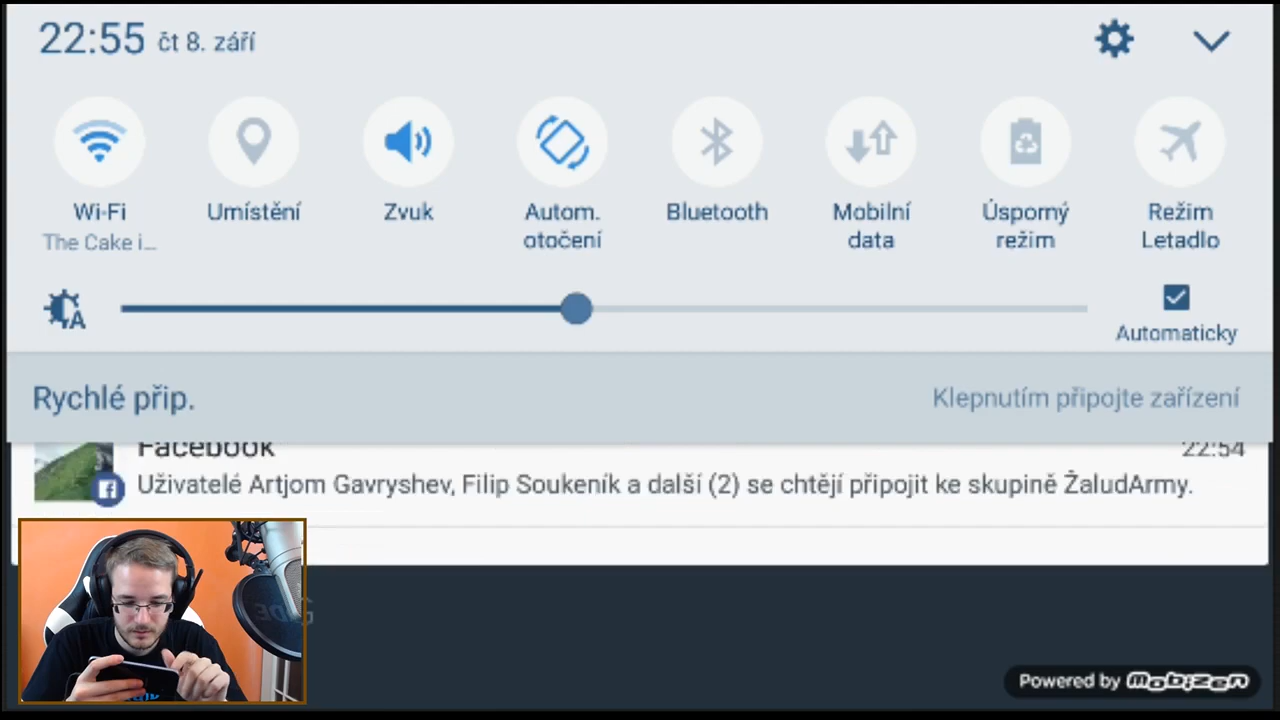 22:55 čt 8. září
Wi-Fi
The Cake i...
Umístění
Zvuk
Autom.
otočení
Bluetooth
Mobilní
data
Úsporný
režim
Režim
Letadlo
A
Automaticky
Rychlé přip.
Klepnutím připojte zařízení
Facebook
22:54
Uživatelé Artjom Gavryshev, Filip Soukeník a další (2) se chtějí připojit ke skupině ŽaludArmy.
Powered by Mobizen